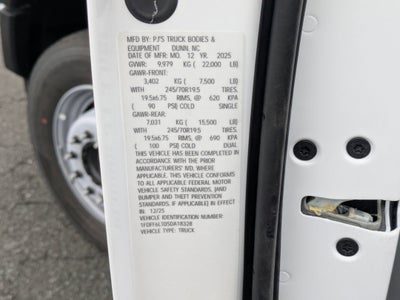 MFD BY: PJ'S TRUCK BODIES &
EQUIPMENT DUNN, NC
DATE OF MFR: MO. 12 YR. 2025
GVWR: 9,979 KG ( 22,000 LB)
GAWR-FRONT:
3,402 KG ( 7,500 LB)
WITH 245/70R19.5 TIRES,
19.5x6.75 RIMS, @ 620 KPA
( 90 PSI) COLD SINGLE
GAWR-REAR:
7,031 KG ( 15,500 LB)
WITH 245/70R19.5 TIRES,
19.5x6.75 RIMS, @ 690 KPA
( 100 PSI) COLD DUAL
THIS VEHICLE HAS BEEN COMPLETED IN
ACCORDANCE WITH THE PRIOR
MANUFACTURERS' IVD, WHERE
APPLICABLE. THIS VEHICLE CONFORMS
TO ALL APPLICABLE FEDERAL MOTOR
VEHICLE SAFETY STANDARDS, (AND
BUMPER AND THEFT PREVENTION
STANDARDS, IF APPLICABLE) IN EFFECT
IN: 12/25
VEHICLE IDENTIFICATION NUMBER:
VEHICLE TYPE: TRUCK